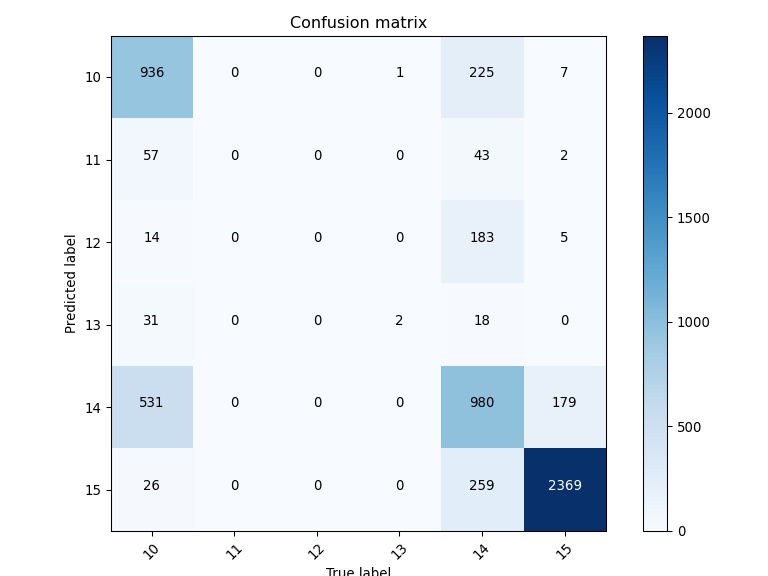 Confusion matrix
10 936 0 0 1 225 7
11 57 0 0 0 43 2
12 14 0 0 0 183 5
13 31 0 0 2 18 0
14 531 0 0 0 980 179
15 26 0 0 0 259 2369
10 11 12 13 14 15
Predicted label
True label
2000
1500
1000
500
0